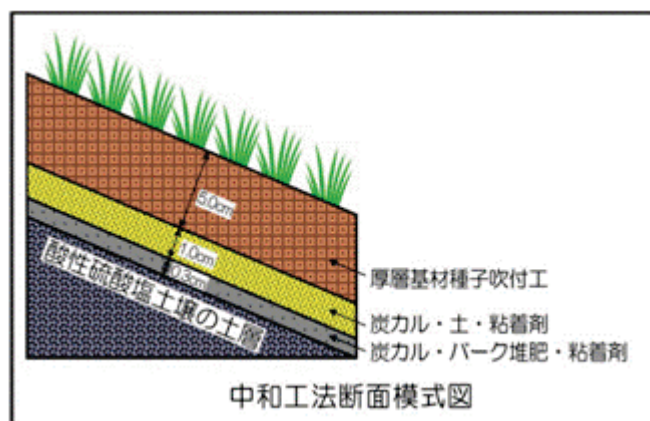 5.0cm
1.0cm
0.3cm
酸性硫酸塩土壌の土層
厚層基材種子吹付工
炭カル・土・粘着剤
炭カル・バーク堆肥・粘着剤
中和工法断面模式図